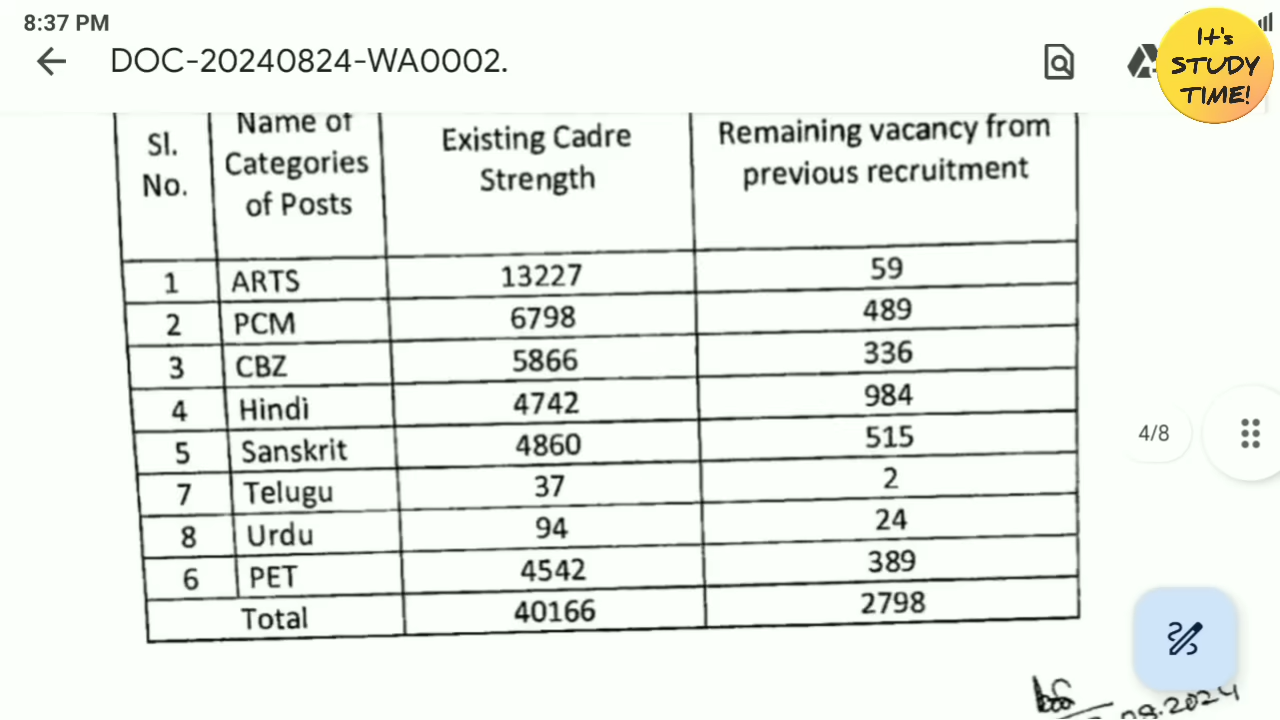 8:37 PM
DOC-20240824-WA0002.
It's
STUDY
TIME!
Sl. No. Name of Categories of Posts Existing Cadre Strength Remaining vacancy from previous recruitment
1 ARTS 13227 59
2 PCM 6798 489
3 CBZ 5866 336
4 Hindi 4742 984
5 Sanskrit 4860 515
7 Telugu 37 2
8 Urdu 94 24
6 PET 4542 389
Total 40166 2798
4/8
08.2024